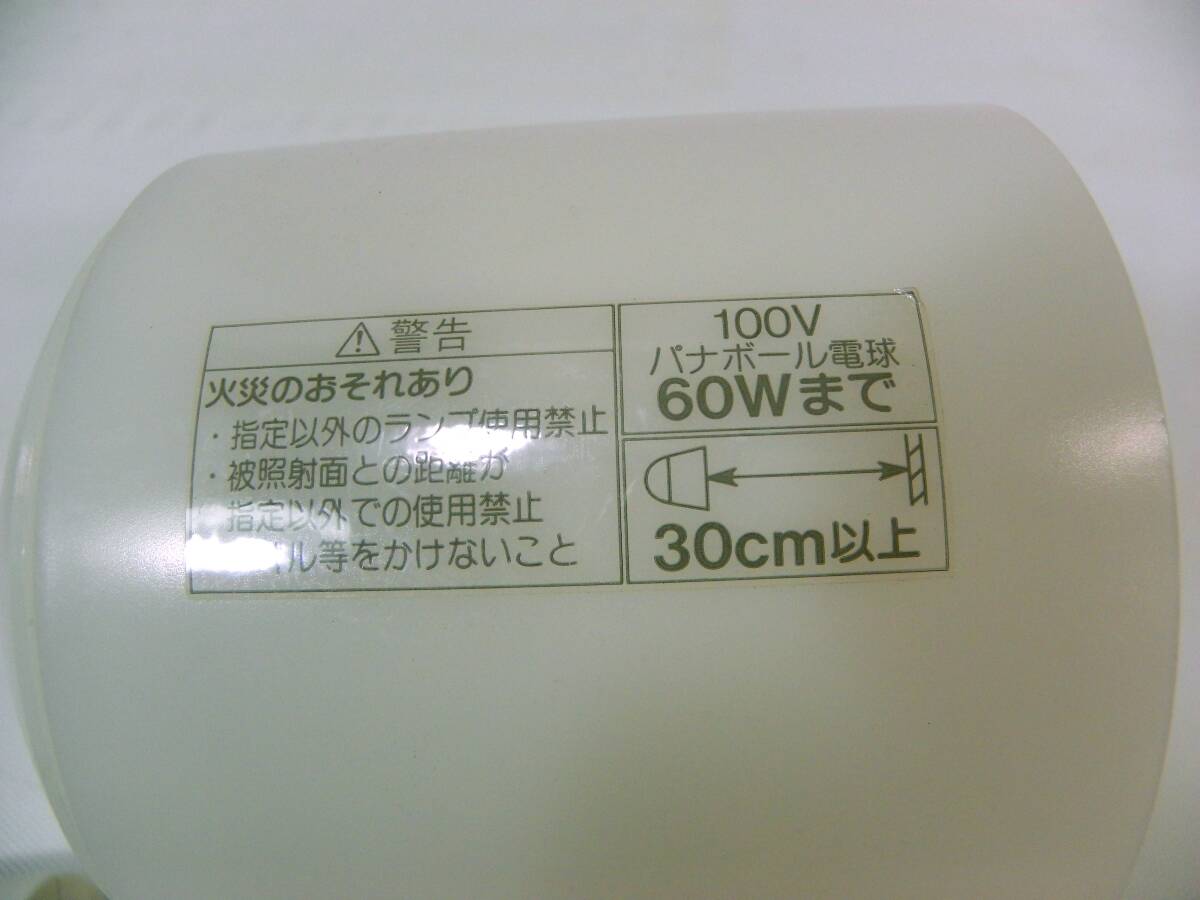 ⚠警告
火災のおそれあり
・指定以外のランプ使用禁止
・被照射面との距離が
指定以外での使用禁止
ル等をかけないこと
100V
パナボール電球
60Wまで
30cm以上